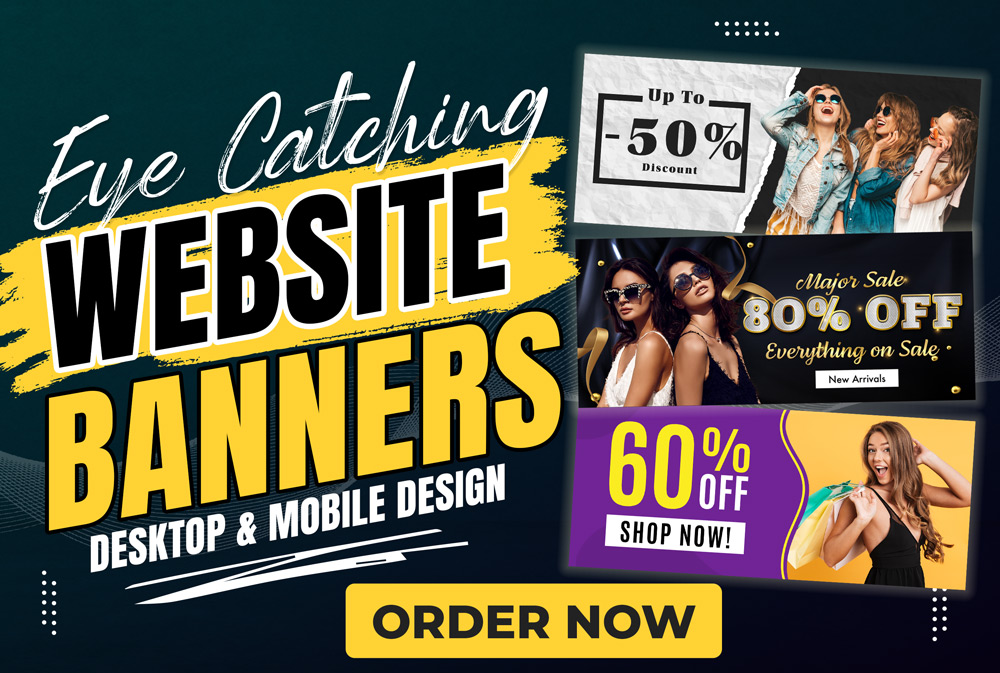 Eye Catching
WEBSITE
BANNERS
DESKTOP & MOBILE DESIGN
Up To
-50%
Discount
Major Sale
80% OFF
Everything on Sale
New Arrivals
60% OFF
SHOP NOW!
ORDER NOW